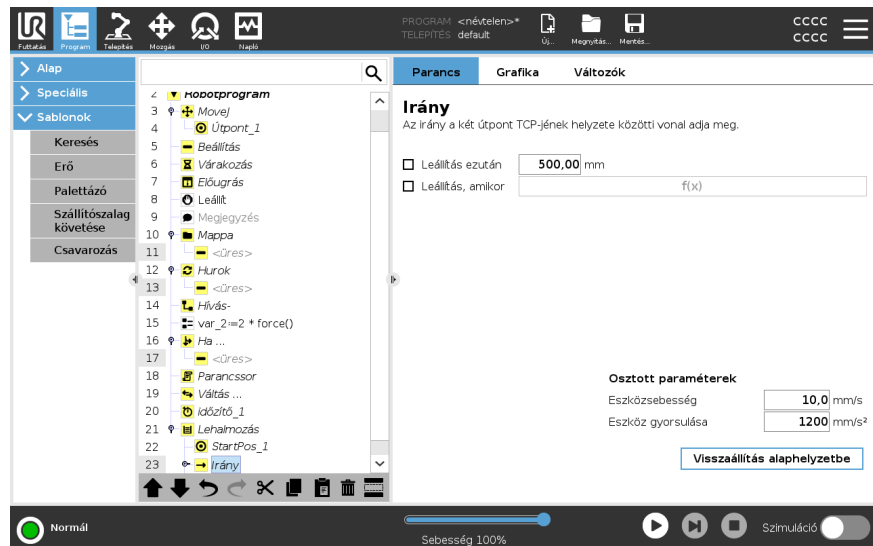 PROGRAM <névtelen>*
TELEPÍTÉS default
Futtatás
Program
Telepítés
Mozgás
I/O
Napló
Új...
Megnyitás...
Mentés...
CCCC
CCCC
Alap
Speciális
Sablonok
Keresés
Erő
Palettázó
Szállítószalag
követése
Csavarozás
2 Robotprogram
3 MoveJ
4 Útpont_1
5 Beállítás
6 Várakozás
7 Előugrás
8 Leállít
9 Megjegyzés
10 Mappa
11 <üres>
12 Hurok
13 <üres>
14 Hívás-
15 var_2:=2 * force()
16 Ha ...
17 <üres>
18 Parancssor
19 Váltás ...
20 Időzítő_1
21 Lehalmozás
22 StartPos_1
23 Irány
Parancs
Grafika
Változók
Irány
Az irány a két útpont TCP-jének helyzete közötti vonal adja meg.
Leállítás ezután 500,00 mm
Leállítás, amikor f(x)
Osztott paraméterek
Eszközsebesség 10,0 mm/s
Eszköz gyorsulása 1200 mm/s²
Visszaállítás alaphelyzetbe
Normál
Sebesség 100%
Szimuláció